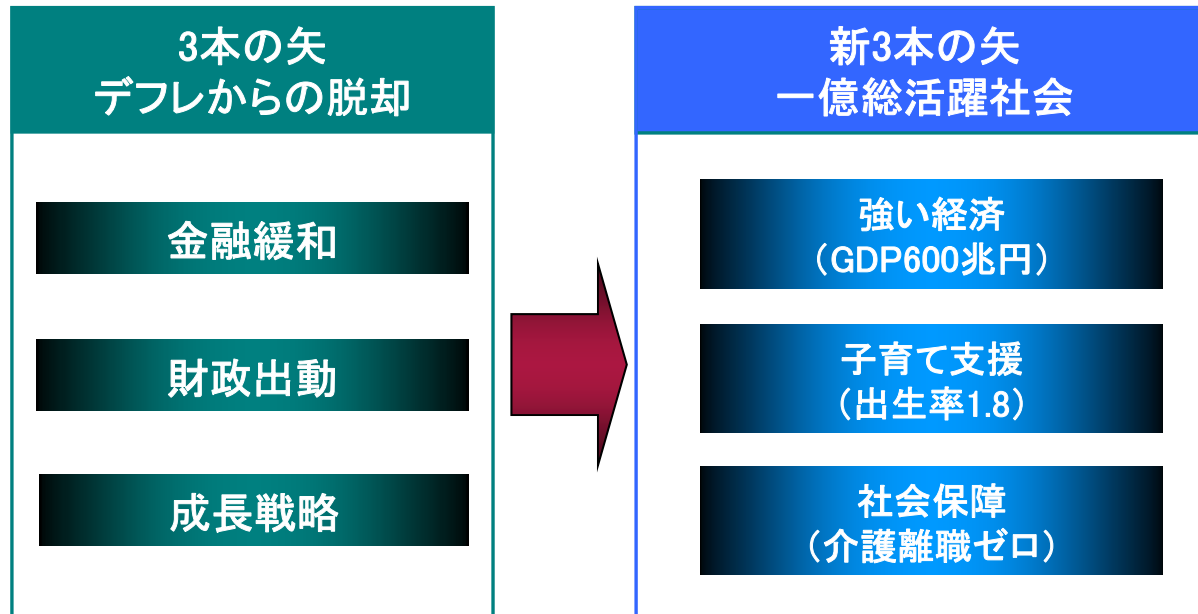 3本の矢
デフレからの脱却
金融緩和
財政出動
成長戦略
新3本の矢
一億総活躍社会
強い経済
（GDP600兆円）
子育て支援
（出生率1.8）
社会保障
（介護離職ゼロ）